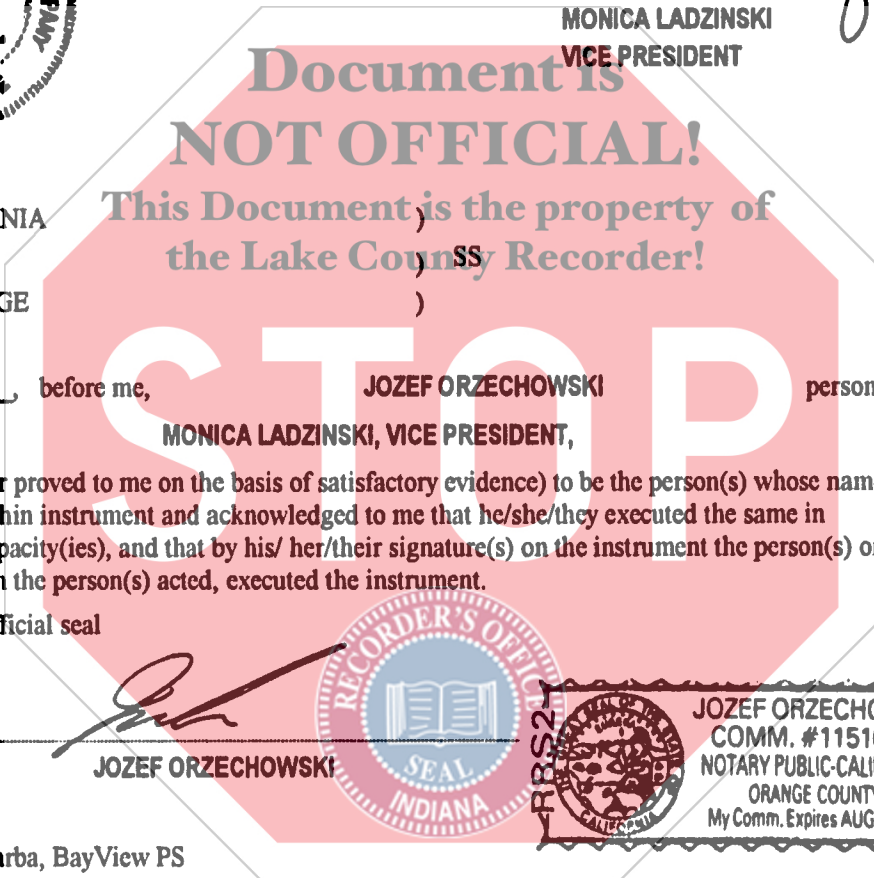 PANY
MONICA LADZINSKI
VICE PRESIDENT
Document is
NOT OFFICIAL!
This Document is the property of
the Lake County Recorder!
NIA )
) SS
GE )
STOP
before me, JOZEF ORZECHOWSKI person
MONICA LADZINSKI, VICE PRESIDENT,
r proved to me on the basis of satisfactory evidence) to be the person(s) whose nam
hin instrument and acknowledged to me that he/she/they executed the same in
pacity(ies), and that by his/ her/their signature(s) on the instrument the person(s) o
n the person(s) acted, executed the instrument.
ficial seal
RECORDER'S OFFICE
SEAL
INDIANA
JOZEF ORZECHOWSKI
RBS2
CALIFORNIA
JOZEF ORZECHO
COMM. #1151
NOTARY PUBLIC-CALI
ORANGE COUNT
My Comm. Expires AUG
arba, BayView PS